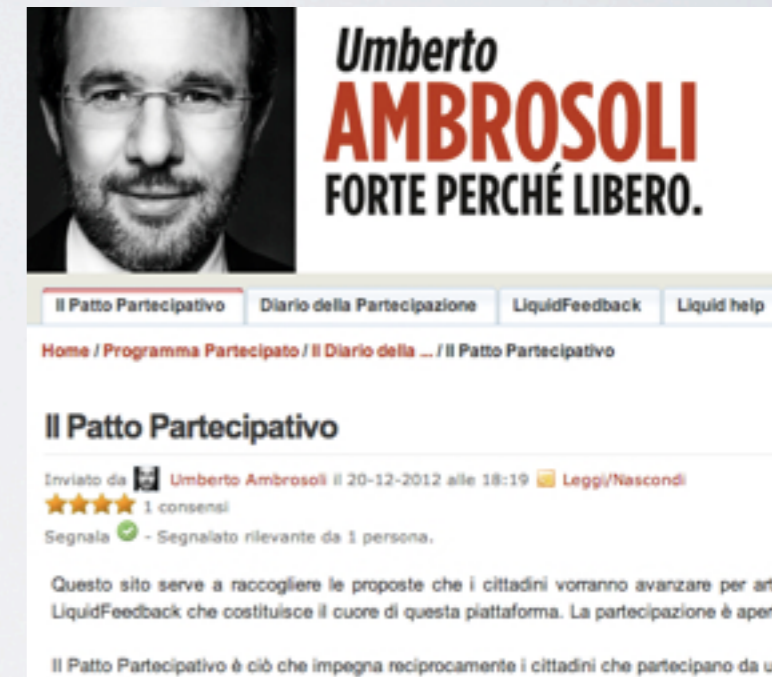 Umberto
AMBROSOLI
FORTE PERCHÉ LIBERO.
Il Patto Partecipativo Diario della Partecipazione LiquidFeedback Liquid help
Home / Programma Partecipato / Il Diario della ... / Il Patto Partecipativo
Il Patto Partecipativo
Inviato da Umberto Ambrosoli il 20-12-2012 alle 18:19 Leggi/Nascondi
1 consensi
Segnala - Segnalato rilevante da 1 persona.
Questo sito serve a raccogliere le proposte che i cittadini vorranno avanzare per
LiquidFeedback che costituisce il cuore di questa piattaforma. La partecipazione è
Il Patto Partecipativo è ciò che impegna reciprocamente i cittadini che partecipano da